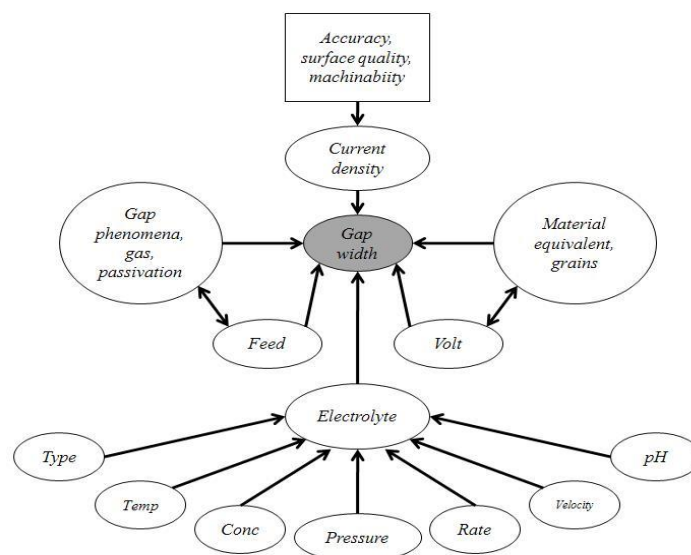 Accuracy,
surface quality,
machinabiity
Current
density
Gap
phenomena,
gas,
passivation
Gap
width
Material
equivalent,
grains
Feed
Volt
Electrolyte
Type
pH
Temp
Velocity
Conc
Pressure
Rate